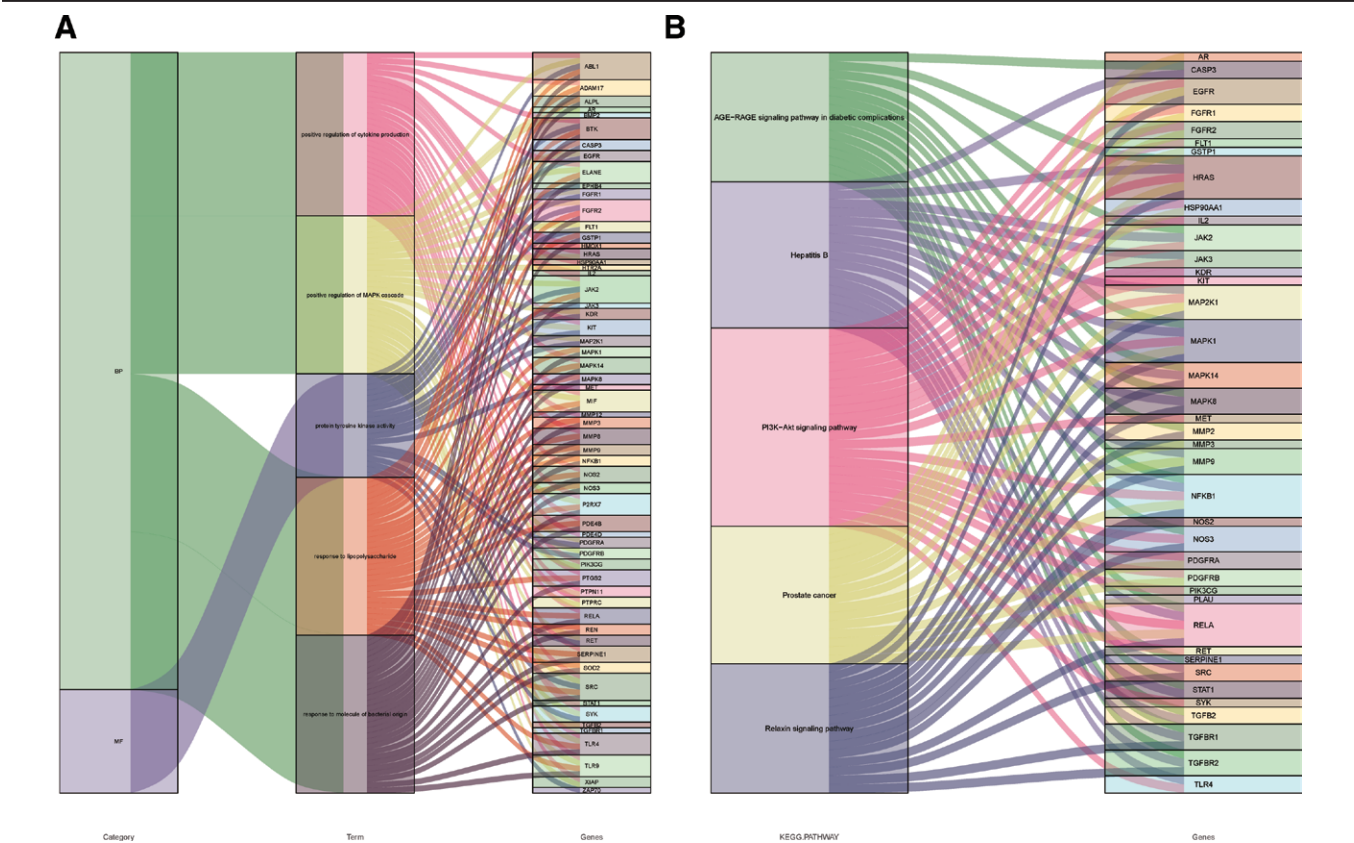 A
BP
MF
positive regulation of cytokine production
positive regulation of MAPK cascade
protein tyrosine kinase activity
response to lipopolysaccharide
response to molecule of bacterial origin
ABL1
ADAM17
ALPL
AR
BMP2
BTK
CASP3
EGFR
ELANE
EPHB4
FGFR1
FGFR2
FLT1
GSTP1
HMOX1
HRAS
HSP90AA1
HTR2A
IL2
JAK2
JAK3
KDR
KIT
MAP2K1
MAPK1
MAPK14
MAPK8
MET
MIF
MMP12
MMP3
MMP8
MMP9
NFKB1
NOS2
NOS3
P2RX7
PDE4B
PDE4D
PDGFRA
PDGFRB
PIK3CG
PTGS2
PTPN11
PTPRC
RELA
REN
RET
SERPINE1
SOD2
SRC
STAT1
SYK
TGFB2
TGFBR1
TLR4
TLR9
XIAP
ZAP70
Category
Term
Genes
B
AGE−RAGE signaling pathway in diabetic complications
Hepatitis B
PI3K−Akt signaling pathway
Prostate cancer
Relaxin signaling pathway
AR
CASP3
EGFR
FGFR1
FGFR2
FLT1
GSTP1
HRAS
HSP90AA1
IL2
JAK2
JAK3
KDR
KIT
MAP2K1
MAPK1
MAPK14
MAPK8
MET
MMP2
MMP3
MMP9
NFKB1
NOS2
NOS3
PDGFRA
PDGFRB
PIK3CG
PLAU
RELA
RET
SERPINE1
SRC
STAT1
SYK
TGFB2
TGFBR1
TGFBR2
TLR4
KEGG.PATHWAY
Genes